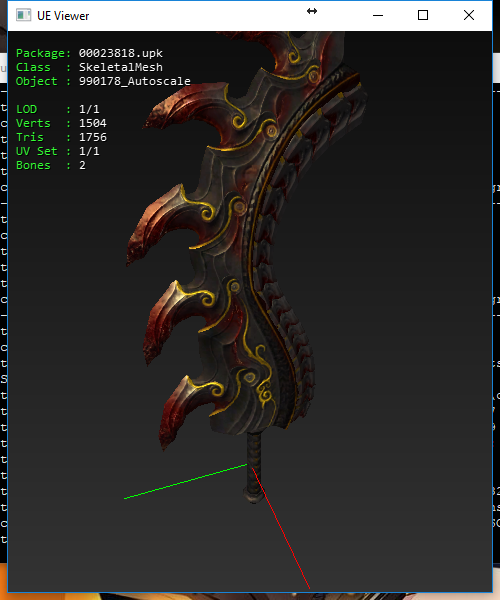 UE Viewer
Package: 00023818.upk
Class : SkeletalMesh
Object : 990178_Autoscale
LOD : 1/1
Verts : 1504
Tris : 1756
UV Set : 1/1
Bones : 2